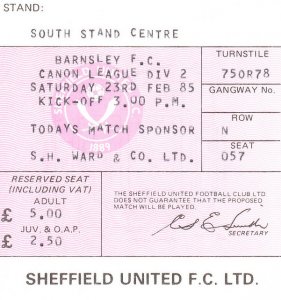 STAND:
SOUTH STAND CENTRE
BARNSLEY F.C.
CANON LEAGUE DIV 2
SATURDAY 23RD FEB 85
KICK-OFF 3.00 P.M.
TODAYS MATCH SPONSOR
S.H. WARD & CO. LTD.
1889
TURNSTILE
75OR78
GANGWAY No.
ROW
N
SEAT
057
RESERVED SEAT
(INCLUDING VAT)
ADULT
£ 5.00
JUV. & O.A.P.
£ 2.50
THE SHEFFIELD UNITED FOOTBALL CLUB LTD.
DOES NOT GUARANTEE THAT THE PROPOSED
MATCH WILL BE PLAYED.
SECRETARY
SHEFFIELD UNITED F.C. LTD.